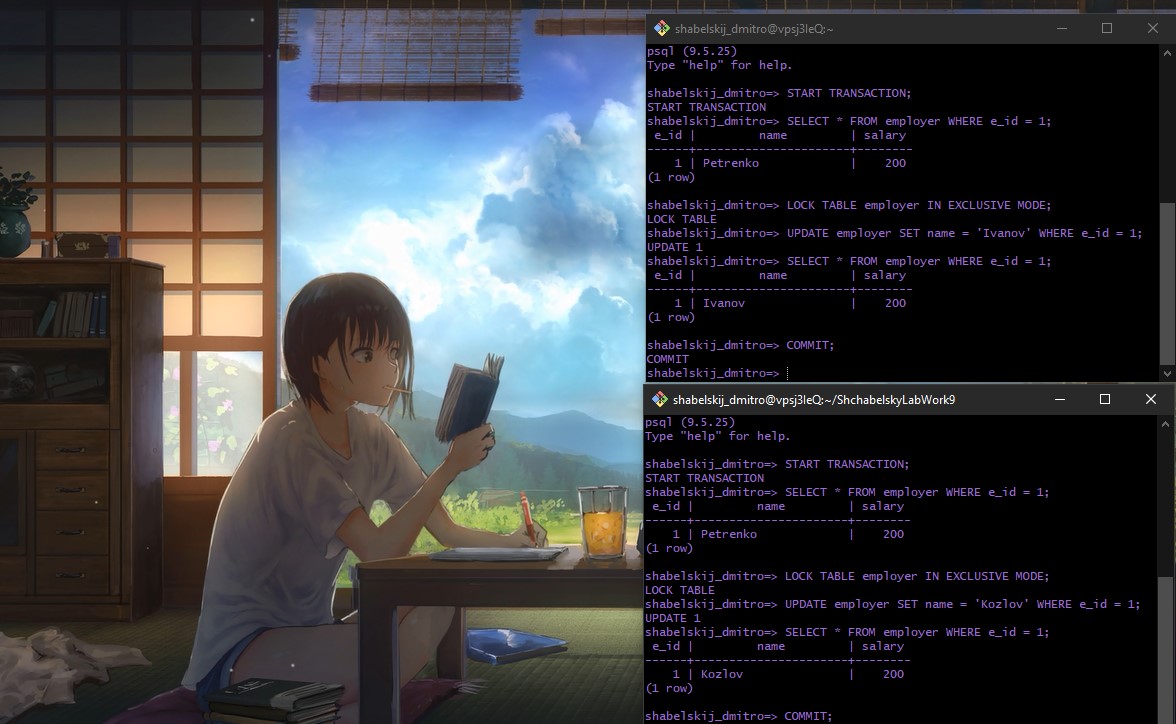 shabelskij_dmitro@vpsj3leQ:~
psql (9.5.25)
Type "help" for help.
shabelskij_dmitro=> START TRANSACTION;
START TRANSACTION
shabelskij_dmitro=> SELECT * FROM employer WHERE e_id = 1;
 e_id |         name         | salary
------+----------------------+--------
    1 | Petrenko             |    200
(1 row)
shabelskij_dmitro=> LOCK TABLE employer IN EXCLUSIVE MODE;
LOCK TABLE
shabelskij_dmitro=> UPDATE employer SET name = 'Ivanov' WHERE e_id = 1;
UPDATE 1
shabelskij_dmitro=> SELECT * FROM employer WHERE e_id = 1;
 e_id |         name         | salary
------+----------------------+--------
    1 | Ivanov               |    200
(1 row)
shabelskij_dmitro=> COMMIT;
COMMIT
shabelskij_dmitro=>
shabelskij_dmitro@vpsj3leQ:~/ShchabelskyLabWork9
psql (9.5.25)
Type "help" for help.
shabelskij_dmitro=> START TRANSACTION;
START TRANSACTION
shabelskij_dmitro=> SELECT * FROM employer WHERE e_id = 1;
 e_id |         name         | salary
------+----------------------+--------
    1 | Petrenko             |    200
(1 row)
shabelskij_dmitro=> LOCK TABLE employer IN EXCLUSIVE MODE;
LOCK TABLE
shabelskij_dmitro=> UPDATE employer SET name = 'Kozlov' WHERE e_id = 1;
UPDATE 1
shabelskij_dmitro=> SELECT * FROM employer WHERE e_id = 1;
 e_id |         name         | salary
------+----------------------+--------
    1 | Kozlov               |    200
(1 row)
shabelskij_dmitro=> COMMIT;